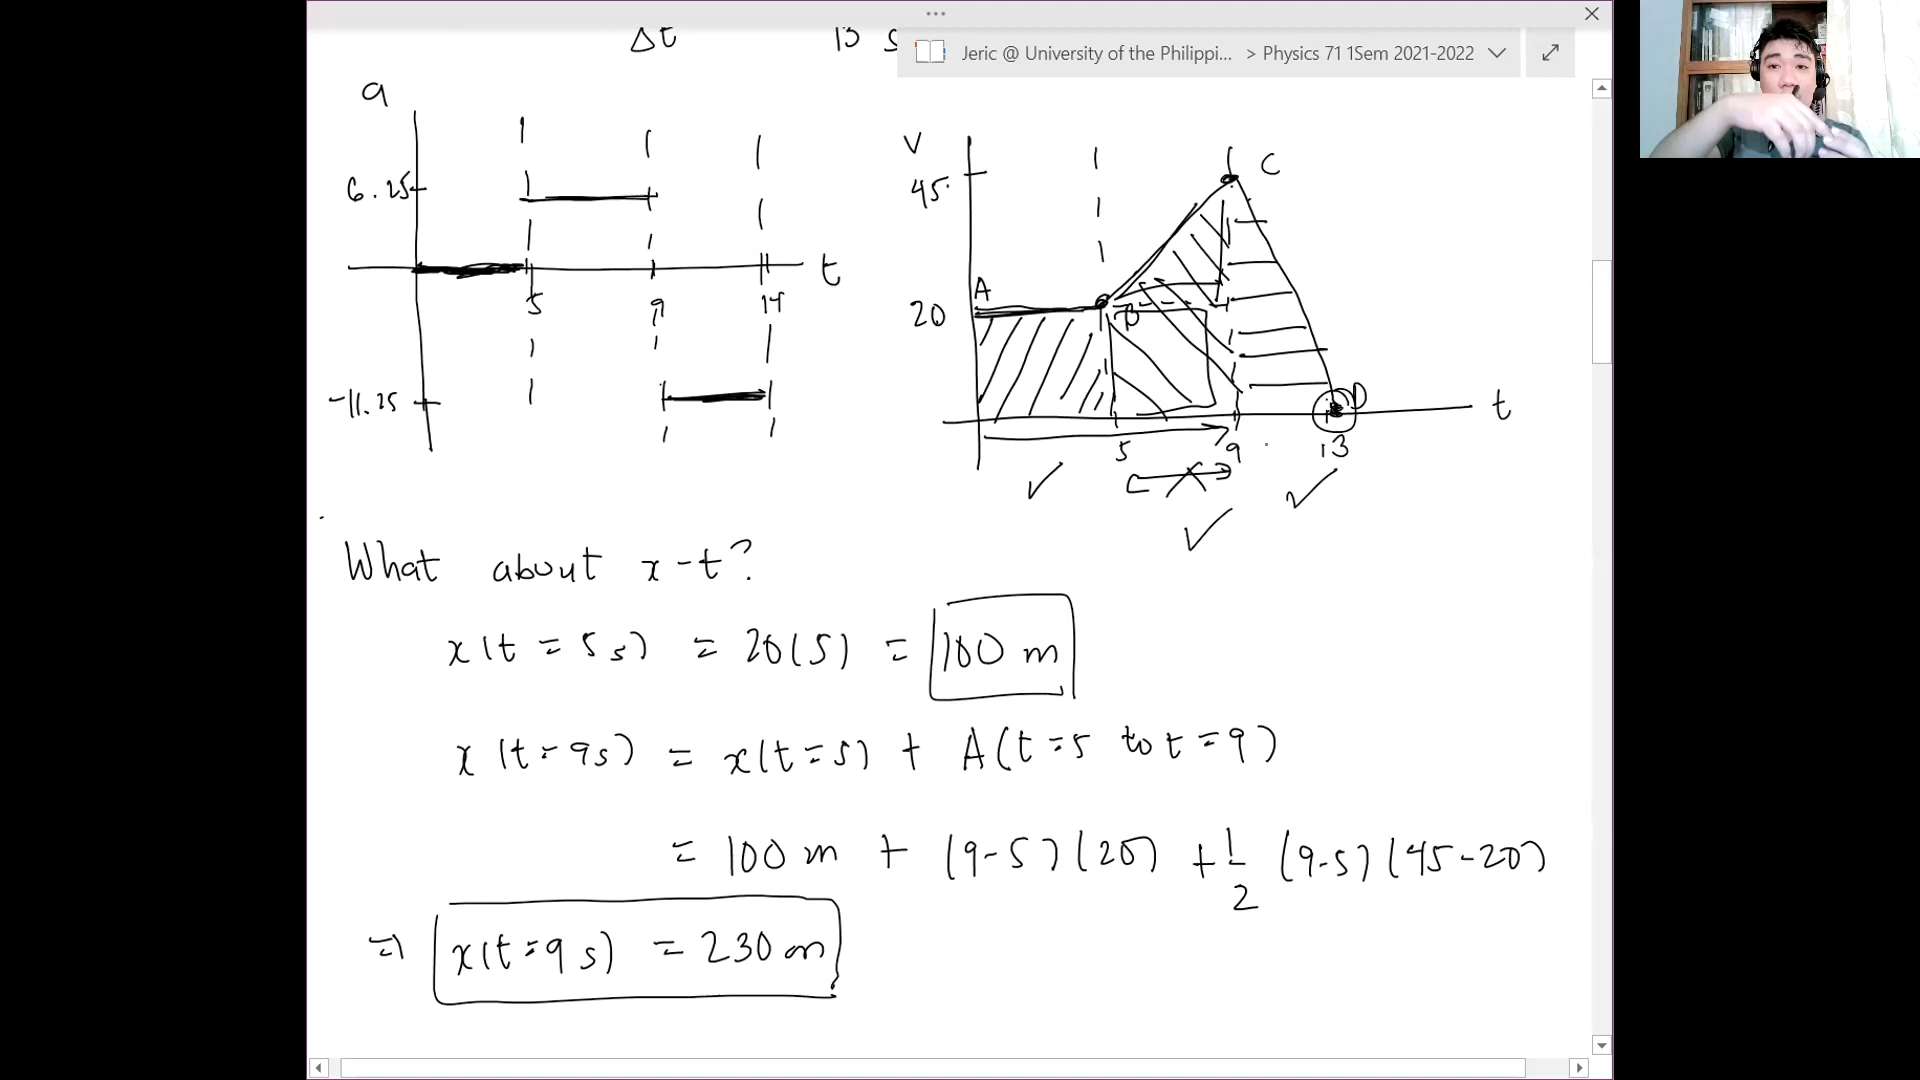 ...
Δt 13 s
Jeric @ University of the Philippi... > Physics 71 1Sem 2021-2022
a
6.25
t
5 9 14
-11.25
V
45
C
A
20
B
D
t
5 9 13
What about x-t?
x(t = 5 s) = 20(5) = 100 m
x(t=9s) = x(t=5) + A(t=5 to t=9)
= 100 m + (9-5)(20) + 1/2 (9-5)(45-20)
⇒ x(t=9 s) = 230 m